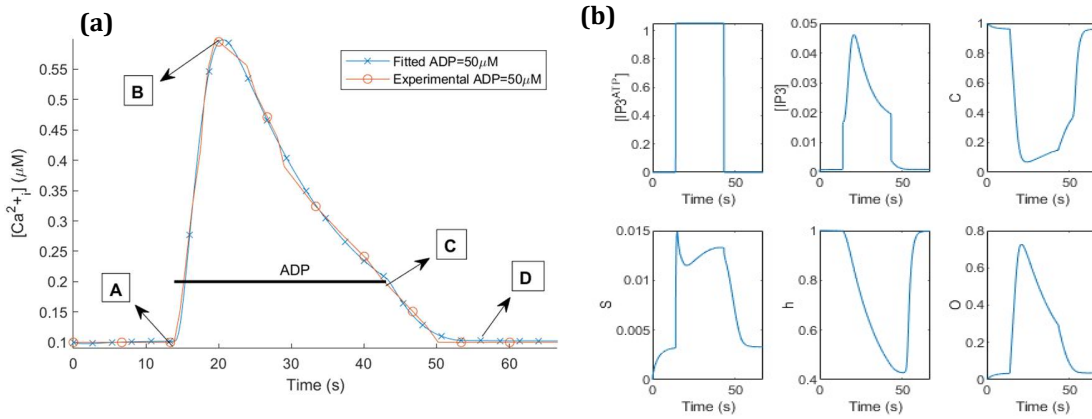 (a)
0.55
0.5
0.45
0.4
0.35
0.3
0.25
0.2
0.15
0.1
[Ca²⁺ᵢ] (μM)
0 10 20 30 40 50 60
Time (s)
Fitted ADP=50μM
Experimental ADP=50μM
B
A
ADP
C
D
(b)
[IP3ᴬᵀᴾ]
1
0.8
0.6
0.4
0.2
0
0 50
Time (s)
[IP3]
0.05
0.04
0.03
0.02
0.01
0
0 50
Time (s)
C
1
0.8
0.6
0.4
0.2
0
0 50
Time (s)
S
0.015
0.01
0.005
0
0 50
Time (s)
h
1
0.8
0.6
0.4
0 50
Time (s)
O
0.8
0.6
0.4
0.2
0
0 50
Time (s)